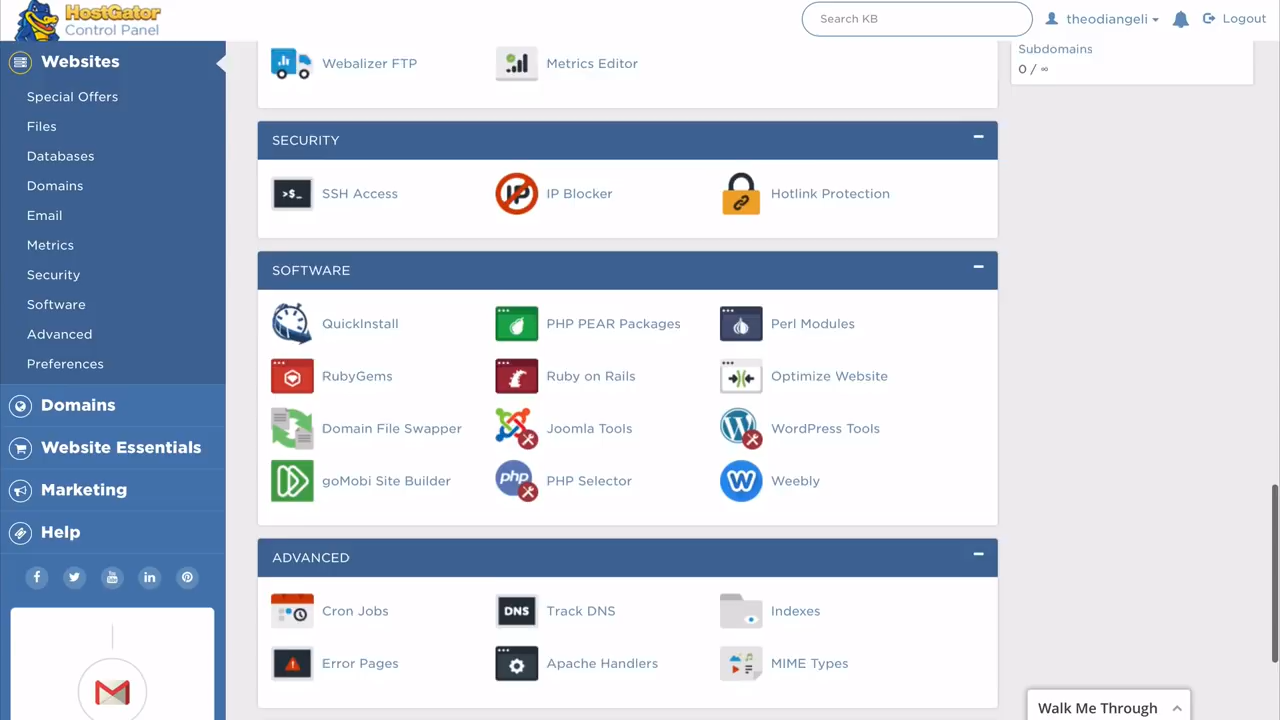 HostGator
Control Panel
Search KB
theodiangeli
Logout
Websites
Special Offers
Files
Databases
Domains
Email
Metrics
Security
Software
Advanced
Preferences
Domains
Website Essentials
Marketing
Help
Webalizer FTP
Metrics Editor
SECURITY
>$_ SSH Access
IP IP Blocker
Hotlink Protection
SOFTWARE
QuickInstall
PHP PEAR Packages
Perl Modules
RubyGems
Ruby on Rails
Optimize Website
Domain File Swapper
Joomla Tools
WordPress Tools
goMobi Site Builder
php PHP Selector
Weebly
ADVANCED
Cron Jobs
DNS Track DNS
Indexes
Error Pages
Apache Handlers
MIME Types
Subdomains
0 / ∞
Walk Me Through